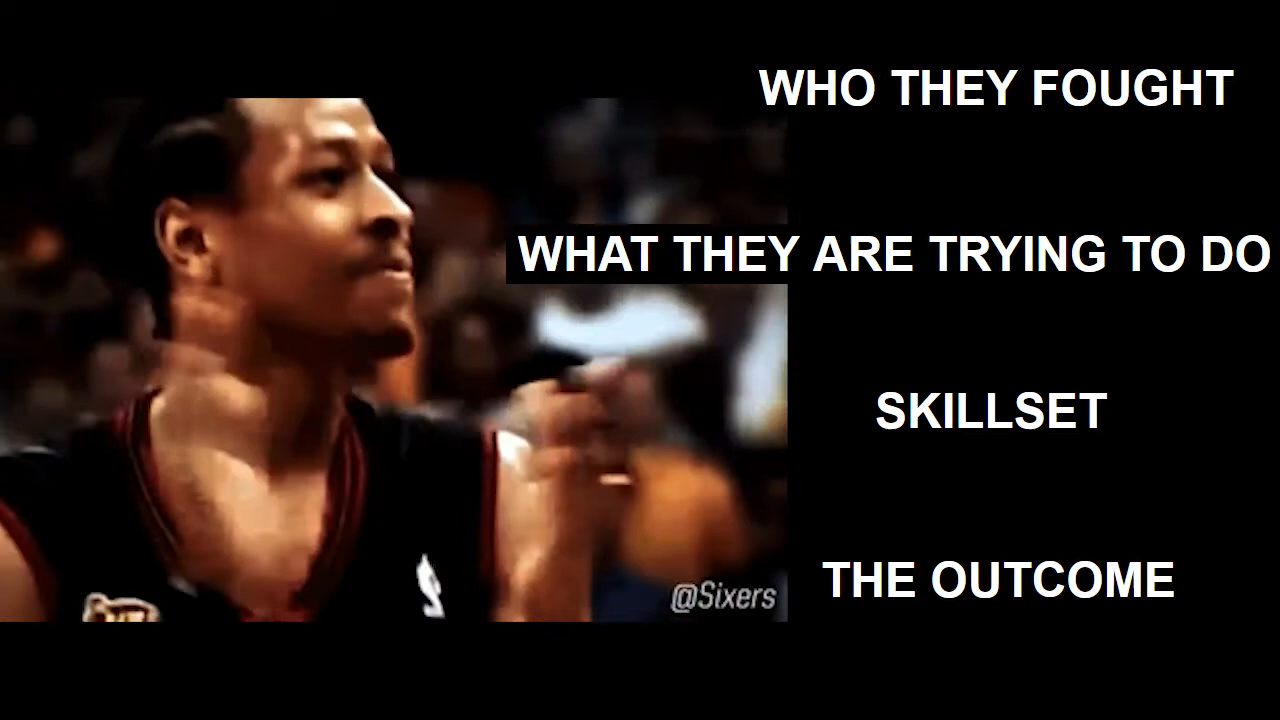 WHO THEY FOUGHT
WHAT THEY ARE TRYING TO DO
SKILLSET
THE OUTCOME
@Sixers